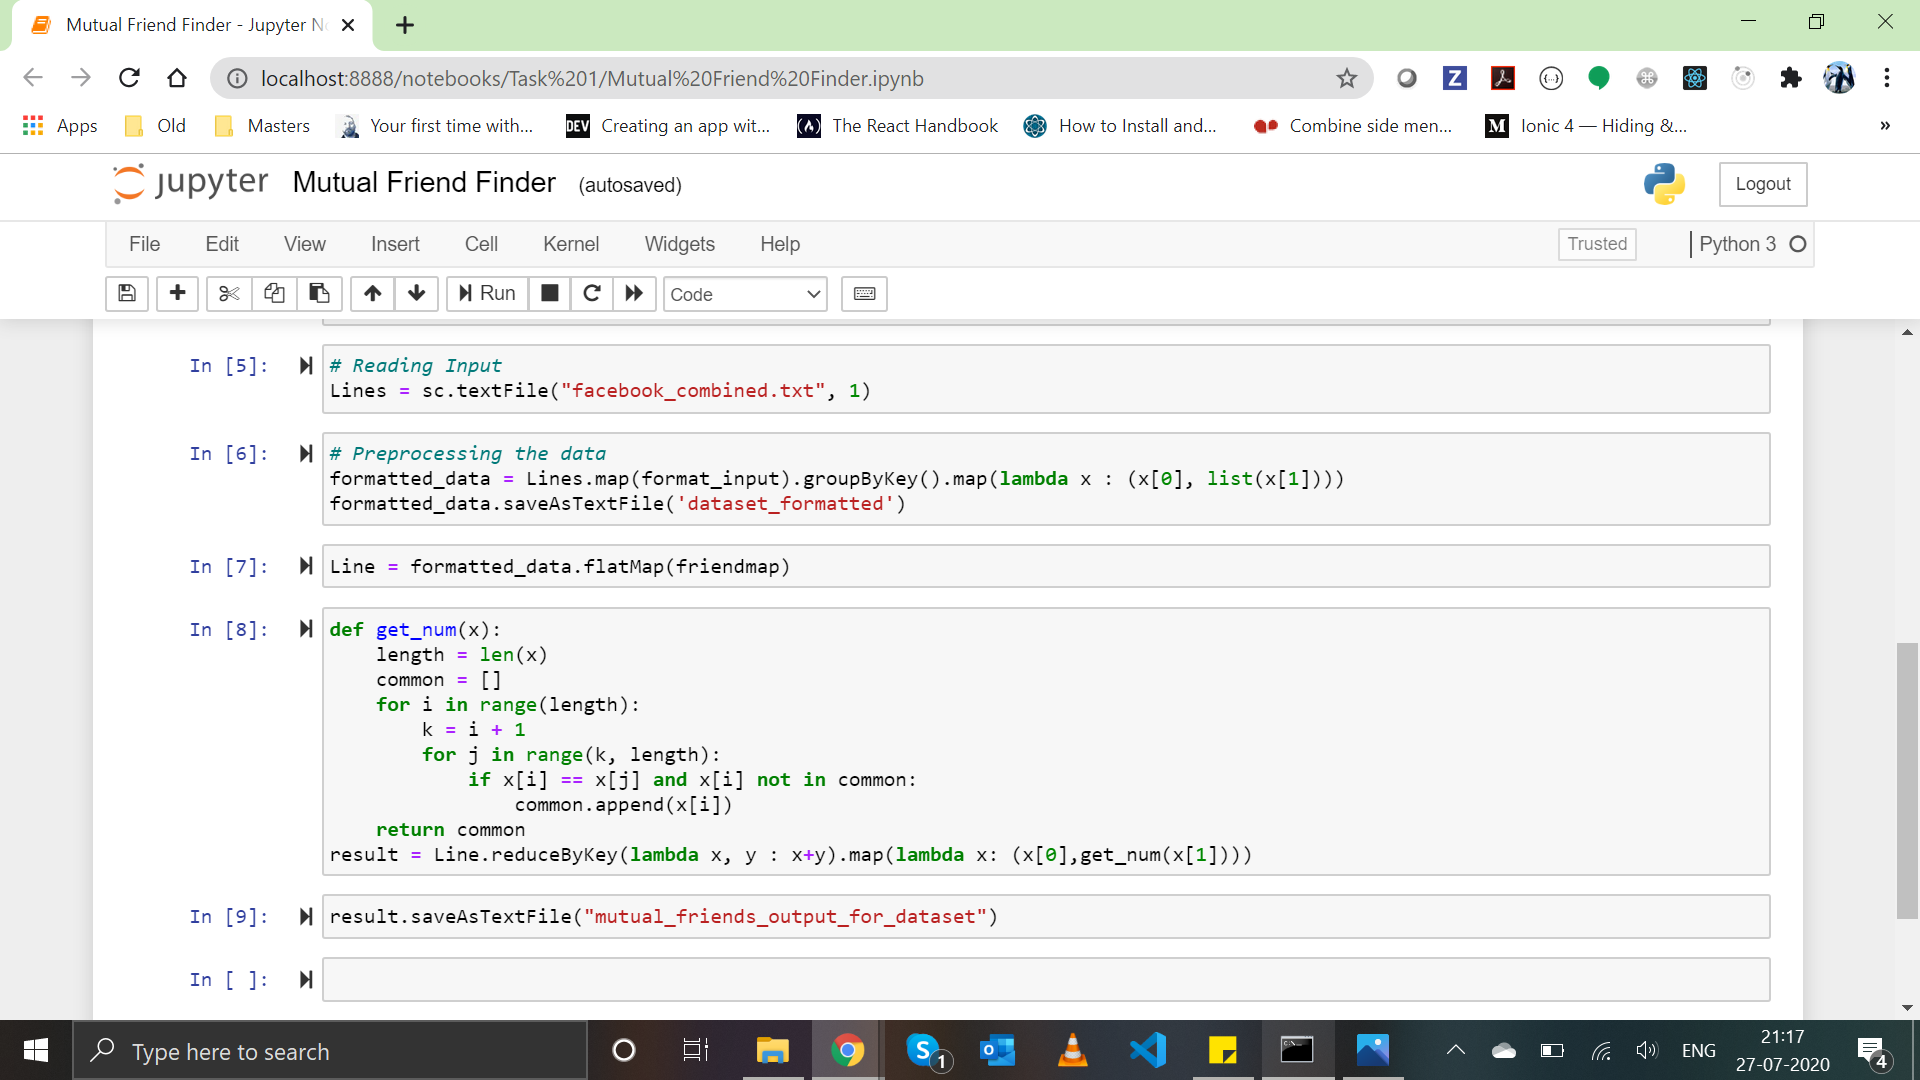 Mutual Friend Finder - Jupyter N
localhost:8888/notebooks/Task%201/Mutual%20Friend%20Finder.ipynb
Apps Old Masters Your first time with... DEV Creating an app wit... The React Handbook How to Install and... Combine side men... M Ionic 4 — Hiding &... »
jupyter Mutual Friend Finder (autosaved) Logout
File Edit View Insert Cell Kernel Widgets Help Trusted Python 3
Run Code
In [5]: # Reading Input
Lines = sc.textFile("facebook_combined.txt", 1)
In [6]: # Preprocessing the data
formatted_data = Lines.map(format_input).groupByKey().map(lambda x : (x[0], list(x[1])))
formatted_data.saveAsTextFile('dataset_formatted')
In [7]: Line = formatted_data.flatMap(friendmap)
In [8]: def get_num(x):
    length = len(x)
    common = []
    for i in range(length):
        k = i + 1
        for j in range(k, length):
            if x[i] == x[j] and x[i] not in common:
                common.append(x[i])
    return common
result = Line.reduceByKey(lambda x, y : x+y).map(lambda x: (x[0],get_num(x[1])))
In [9]: result.saveAsTextFile("mutual_friends_output_for_dataset")
In [ ]:
Type here to search S 1 ENG 21:17
27-07-2020 4